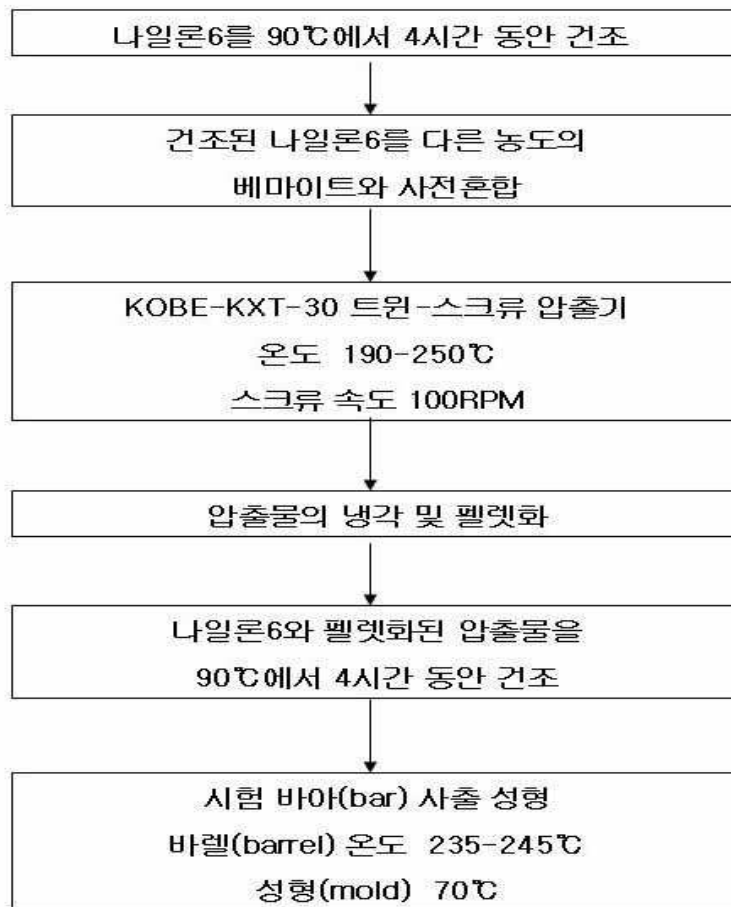 나일론6를 90℃에서 4시간 동안 건조
건조된 나일론6를 다른 농도의
베마이트와 사전혼합
KOBE-KXT-30 트윈-스크류 압출기
온도 190-250℃
스크류 속도 100RPM
압출물의 냉각 및 펠렛화
나일론6와 펠렛화된 압출물을
90℃에서 4시간 동안 건조
시험 바아(bar) 사출 성형
바렐(barrel) 온도 235-245℃
성형(mold) 70℃